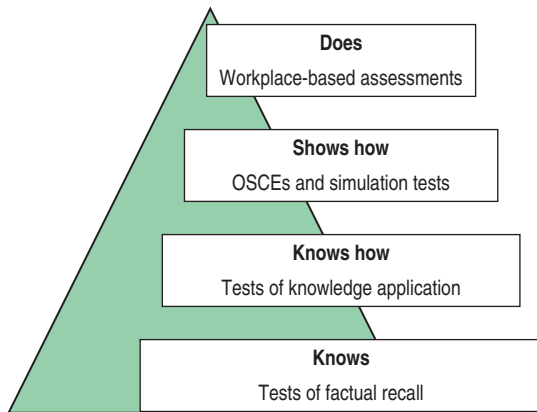 Does
Workplace-based assessments
Shows how
OSCEs and simulation tests
Knows how
Tests of knowledge application
Knows
Tests of factual recall